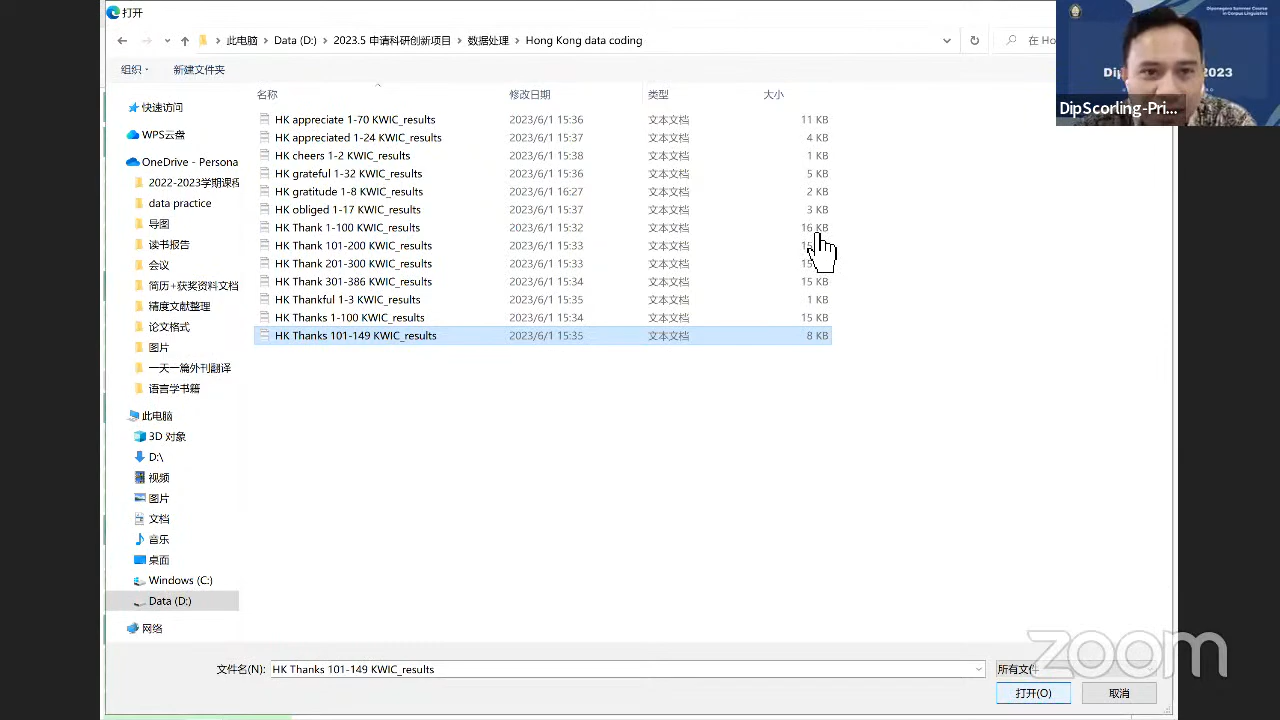 打开
此电脑 > Data (D:) > 2023.5 申请科研创新项目 > 数据处理 > Hong Kong data coding
组织
新建文件夹
名称 修改日期 类型 大小
HK appreciate 2023/6/1 15:36 文本文档 11 KB
HK appreciated 1-24 KWIC_results 2023/6/1 15:37 文本文档 4 KB
HK cheers 1-2 KWIC_results 2023/6/1 15:38 文本文档 1 KB
HK grateful 1-32 KWIC_results 2023/6/1 15:36 文本文档 5 KB
HK gratitude 1-8 KWIC_results 2023/6/1 16:27 文本文档 2 KB
HK obliged 1-17 KWIC_results 2023/6/1 15:37 文本文档 3 KB
HK Thank 1-100 KWIC_results 2023/6/1 15:32 文本文档 16 KB
HK Thank 101-200 KWIC_results 2023/6/1 15:33 文本文档
HK Thank 201-300 KWIC_results 2023/6/1 15:33 文本文档
HK Thank 301-386 KWIC_results 2023/6/1 15:34 文本文档 15 KB
HK Thankful 1-3 KWIC_results 2023/6/1 15:35 文本文档 1 KB
HK Thanks 1-100 KWIC_results 2023/6/1 15:34 文本文档 15 KB
HK Thanks 101-149 KWIC_results 2023/6/1 15:35 文本文档 8 KB
快速访问
WPS云盘
OneDrive - Persona
2022-2023学期课程
data practice
导图
读书报告
会议
简历+获奖资料文档
精度文献整理
论文格式
图片
一天一篇外刊翻译
语言学书籍
此电脑
3D 对象
D:\
视频
图片
文档
音乐
桌面
Windows (C:)
Data (D:)
网络
文件名(N): HK Thanks 101-149 KWIC_results
所有文件
打开(O)
取消
Diponegoro Summer Course
in Corpus Linguistics
2023
DipScorling-Pri...
zoom